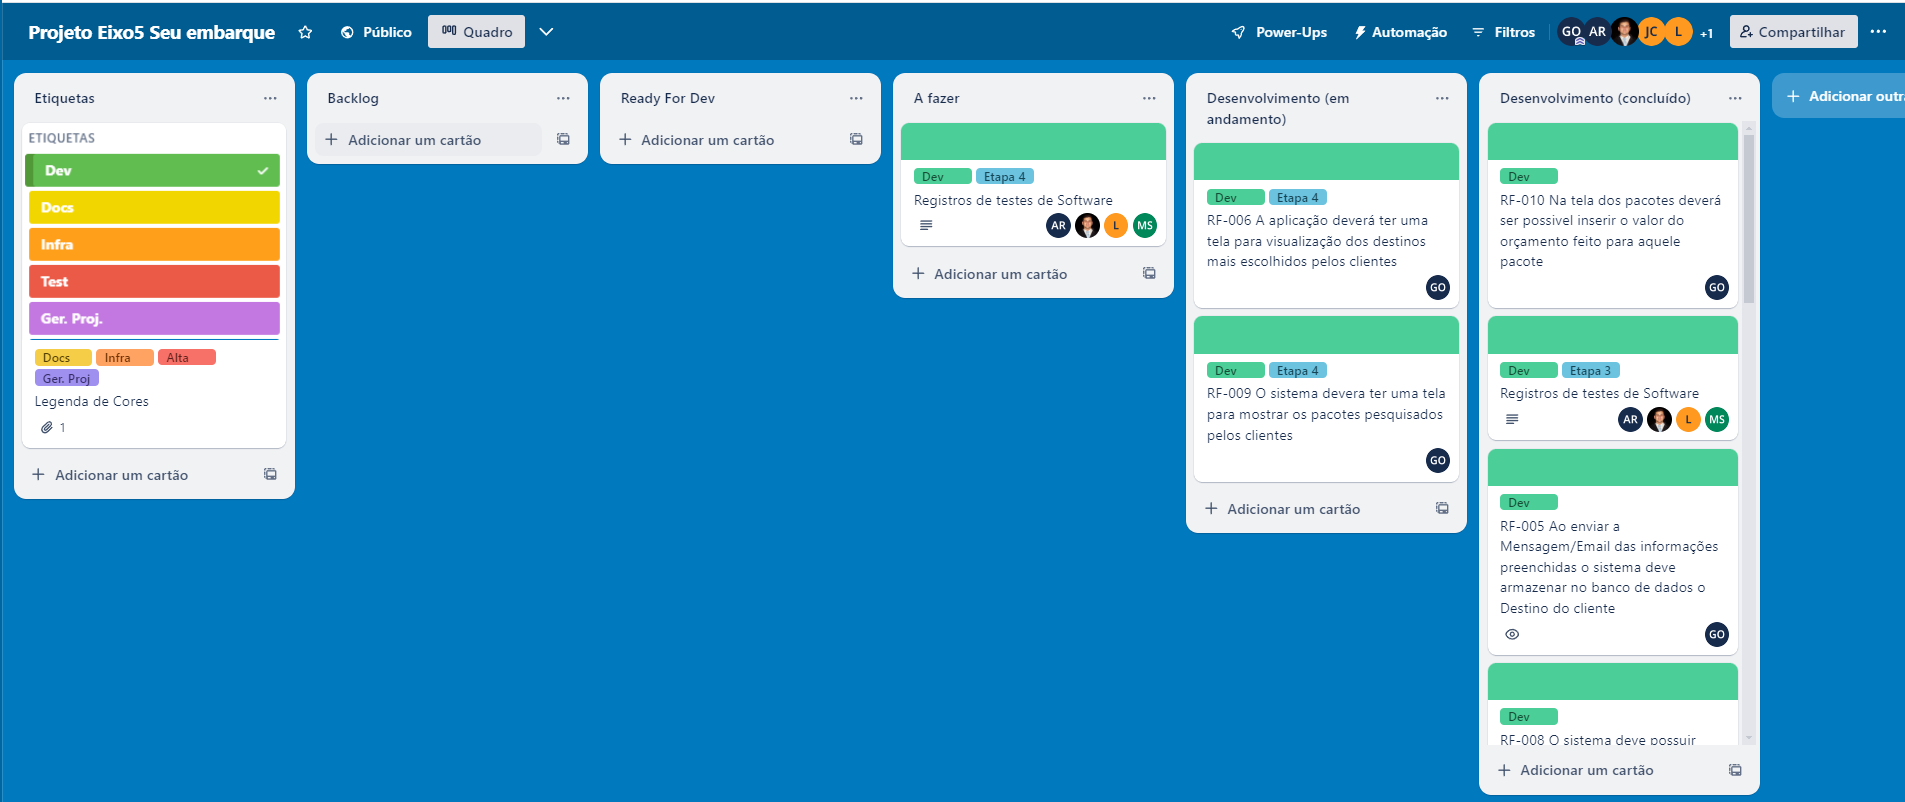 Projeto Eixo5 Seu embarque
Público
Quadro
Power-Ups
Automação
Filtros
GO
AR
JC
L
+1
Compartilhar
Etiquetas
ETIQUETAS
Dev
Docs
Infra
Test
Ger. Proj.
Docs Infra Alta
Ger. Proj
Legenda de Cores
1
Adicionar um cartão
Backlog
Adicionar um cartão
Ready For Dev
Adicionar um cartão
A fazer
Dev Etapa 4
Registros de testes de Software
AR L MS
Adicionar um cartão
Desenvolvimento (em
andamento)
Dev Etapa 4
RF-006 A aplicação deverá ter uma
tela para visualização dos destinos
mais escolhidos pelos clientes
GO
Dev Etapa 4
RF-009 O sistema devera ter uma tela
para mostrar os pacotes pesquisados
pelos clientes
GO
Adicionar um cartão
Desenvolvimento (concluído)
Dev
RF-010 Na tela dos pacotes deverá
ser possivel inserir o valor do
orçamento feito para aquele
pacote
GO
Dev Etapa 3
Registros de testes de Software
AR L MS
Dev
RF-005 Ao enviar a
Mensagem/Email das informações
preenchidas o sistema deve
armazenar no banco de dados o
Destino do cliente
GO
Dev
RF-008 O sistema deve possuir
Adicionar um cartão
Adicionar outra